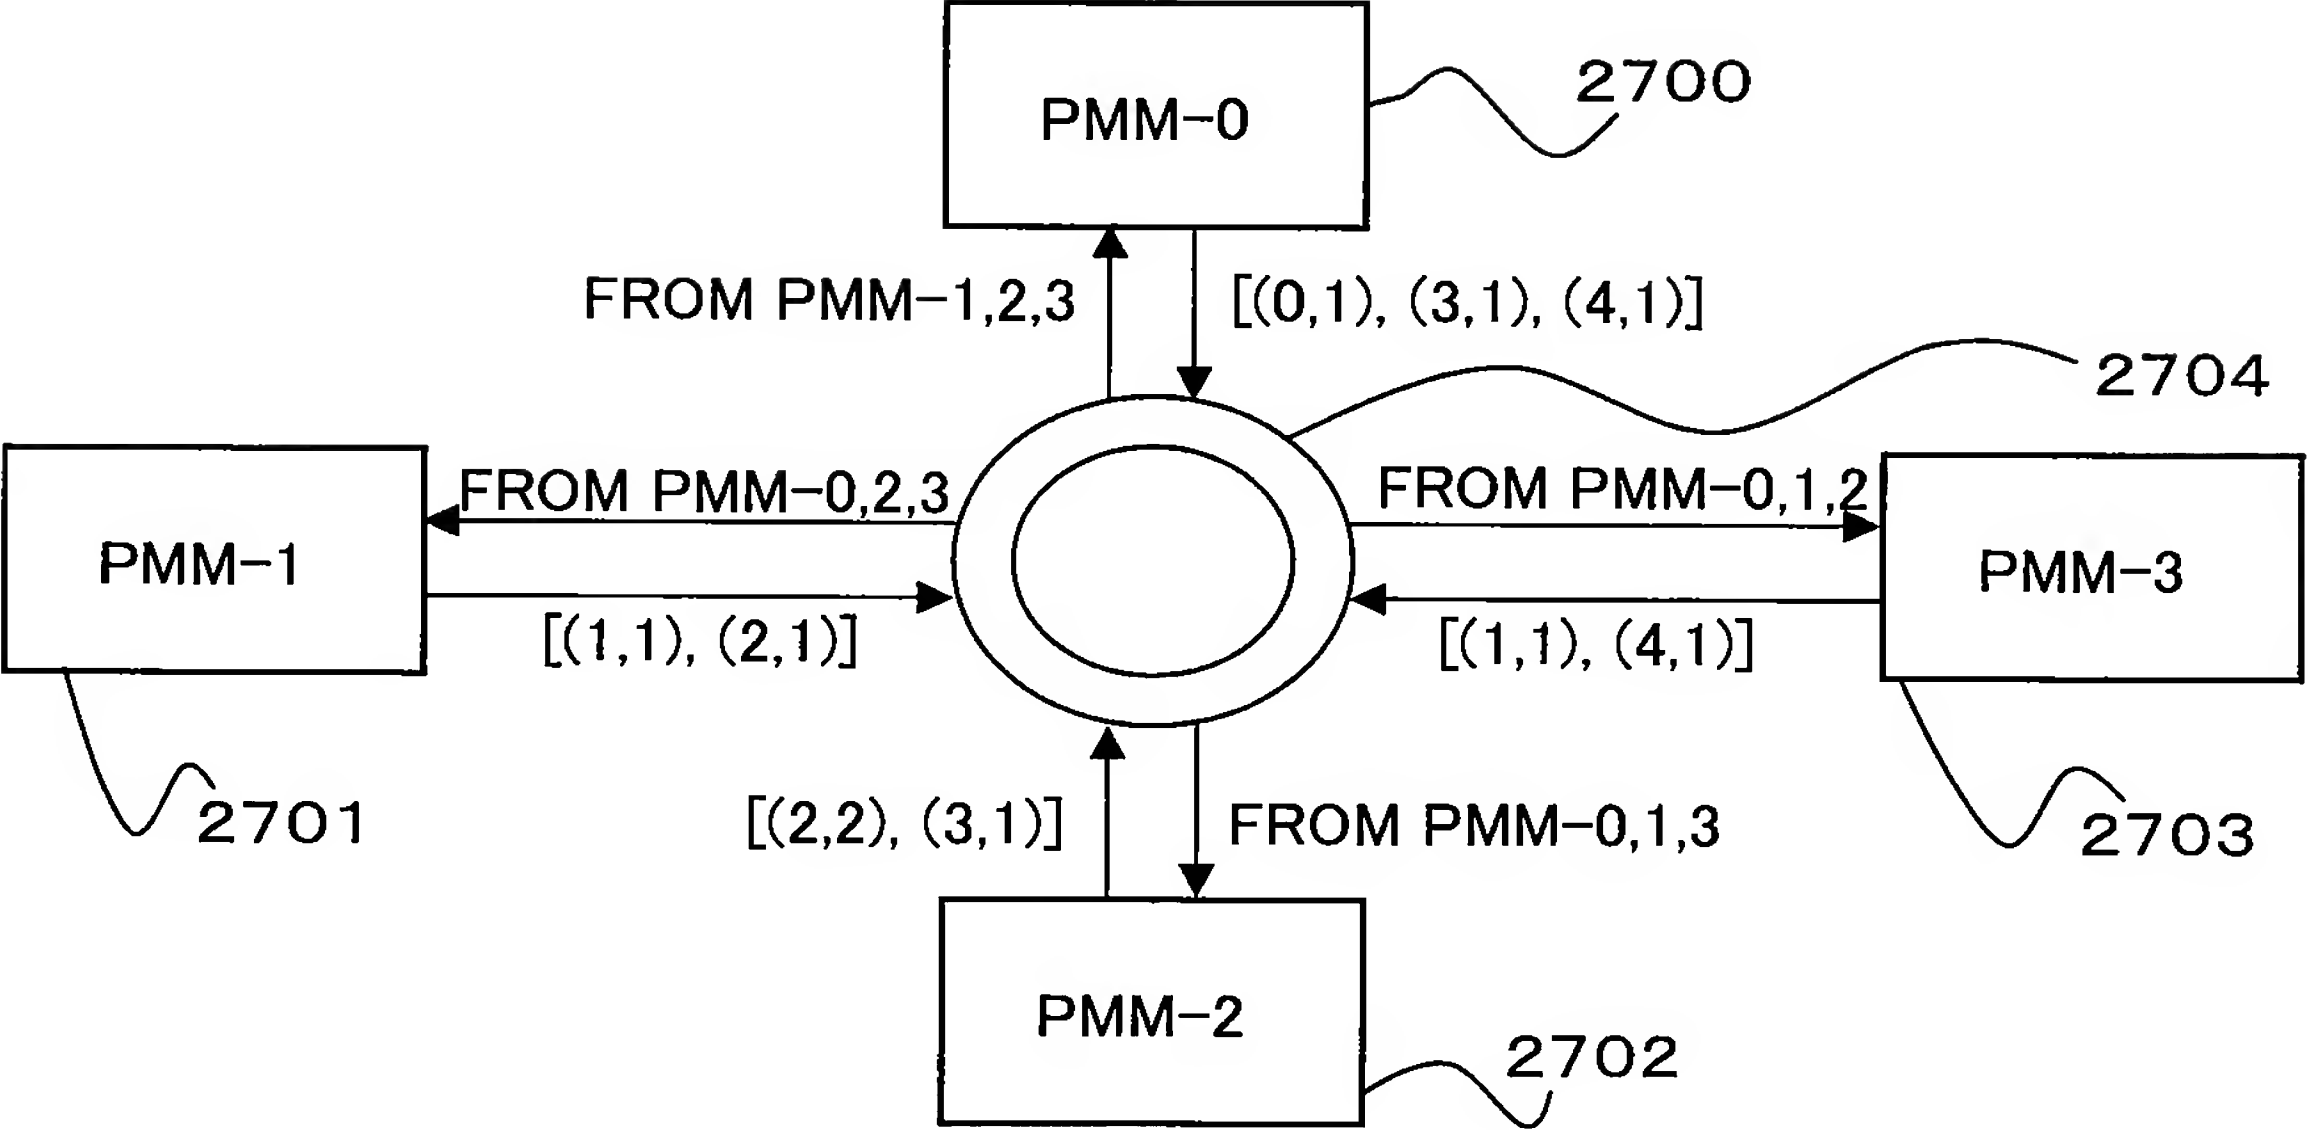 PMM-0
2700
FROM PMM-1,2,3
[(0,1), (3,1), (4,1)]
2704
FROM PMM-0,2,3
FROM PMM-0,1,2
PMM-1
PMM-3
[(1,1), (2,1)]
[(1,1), (4,1)]
2701
[(2,2), (3,1)]
FROM PMM-0,1,3
2703
PMM-2
2702